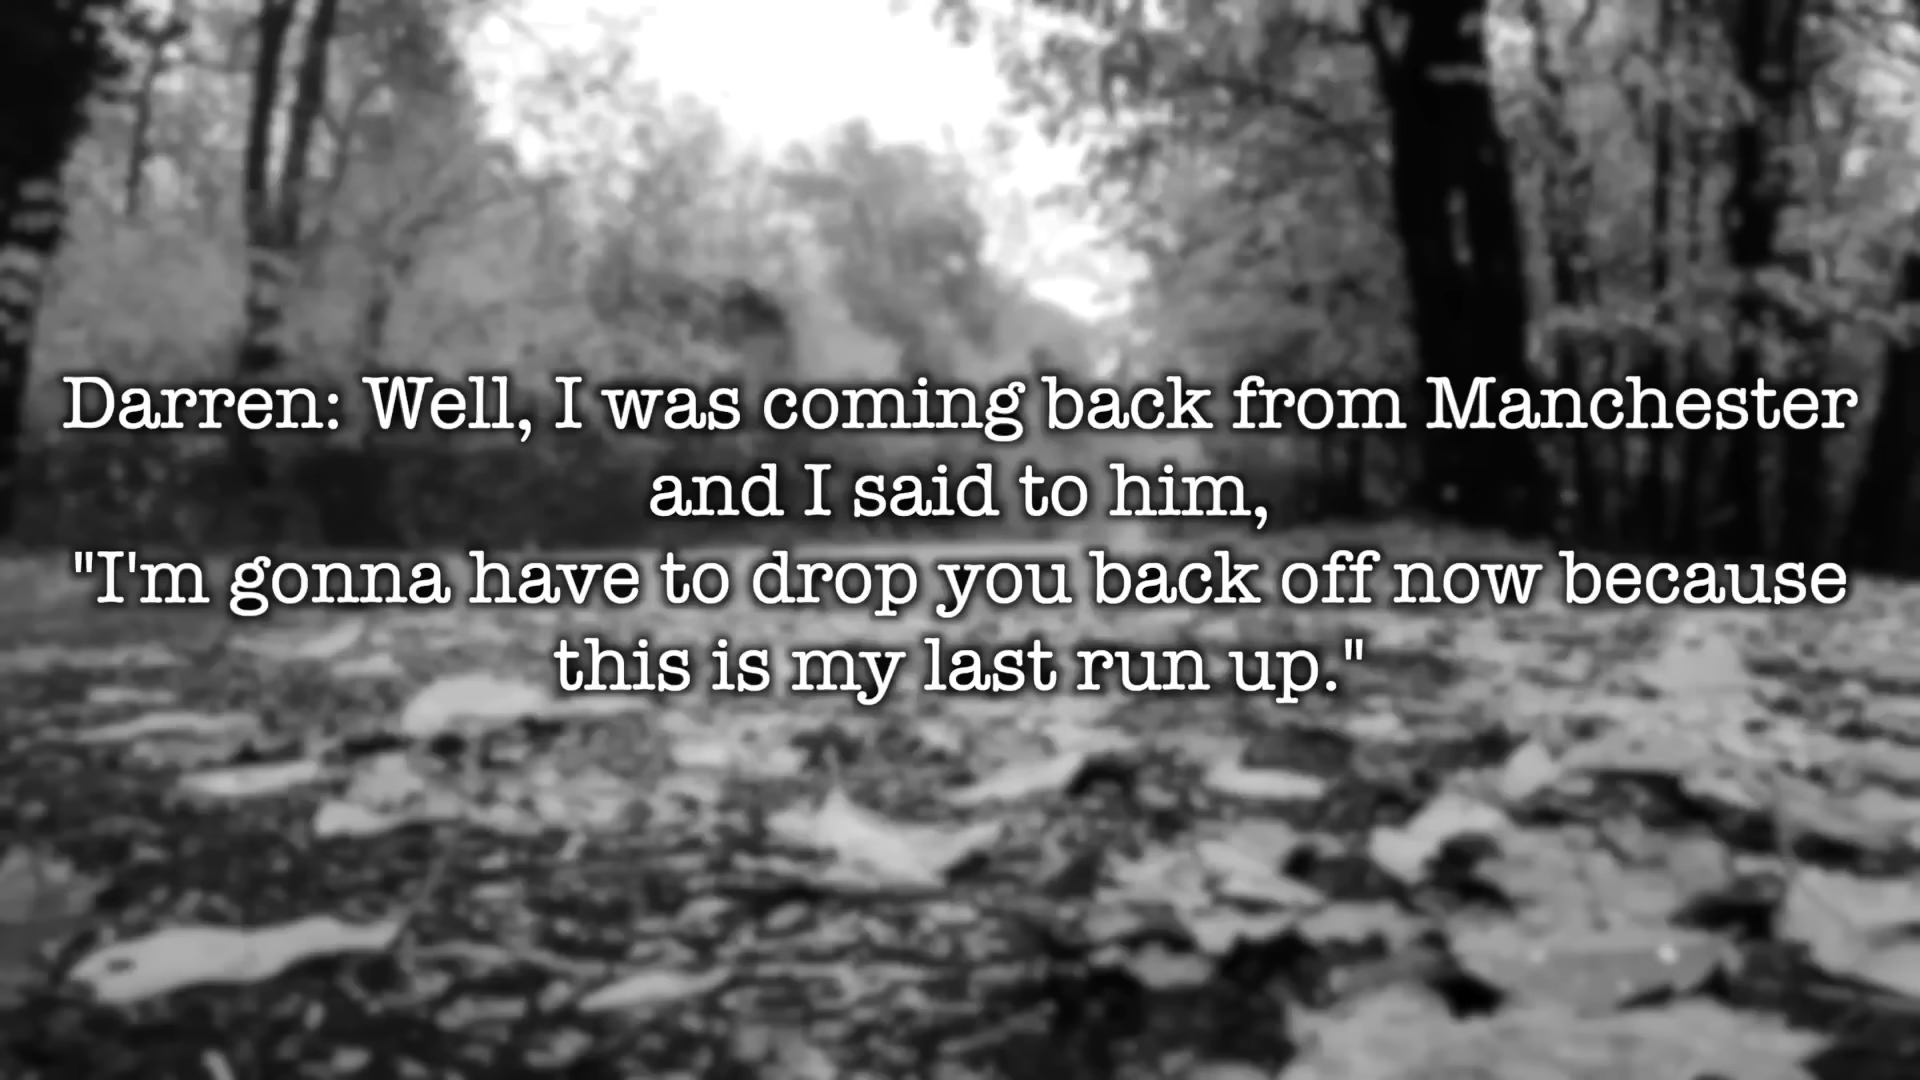 Darren: Well, I was coming back from Manchester
and I said to him,
"I'm gonna have to drop you back off now because
this is my last run up."